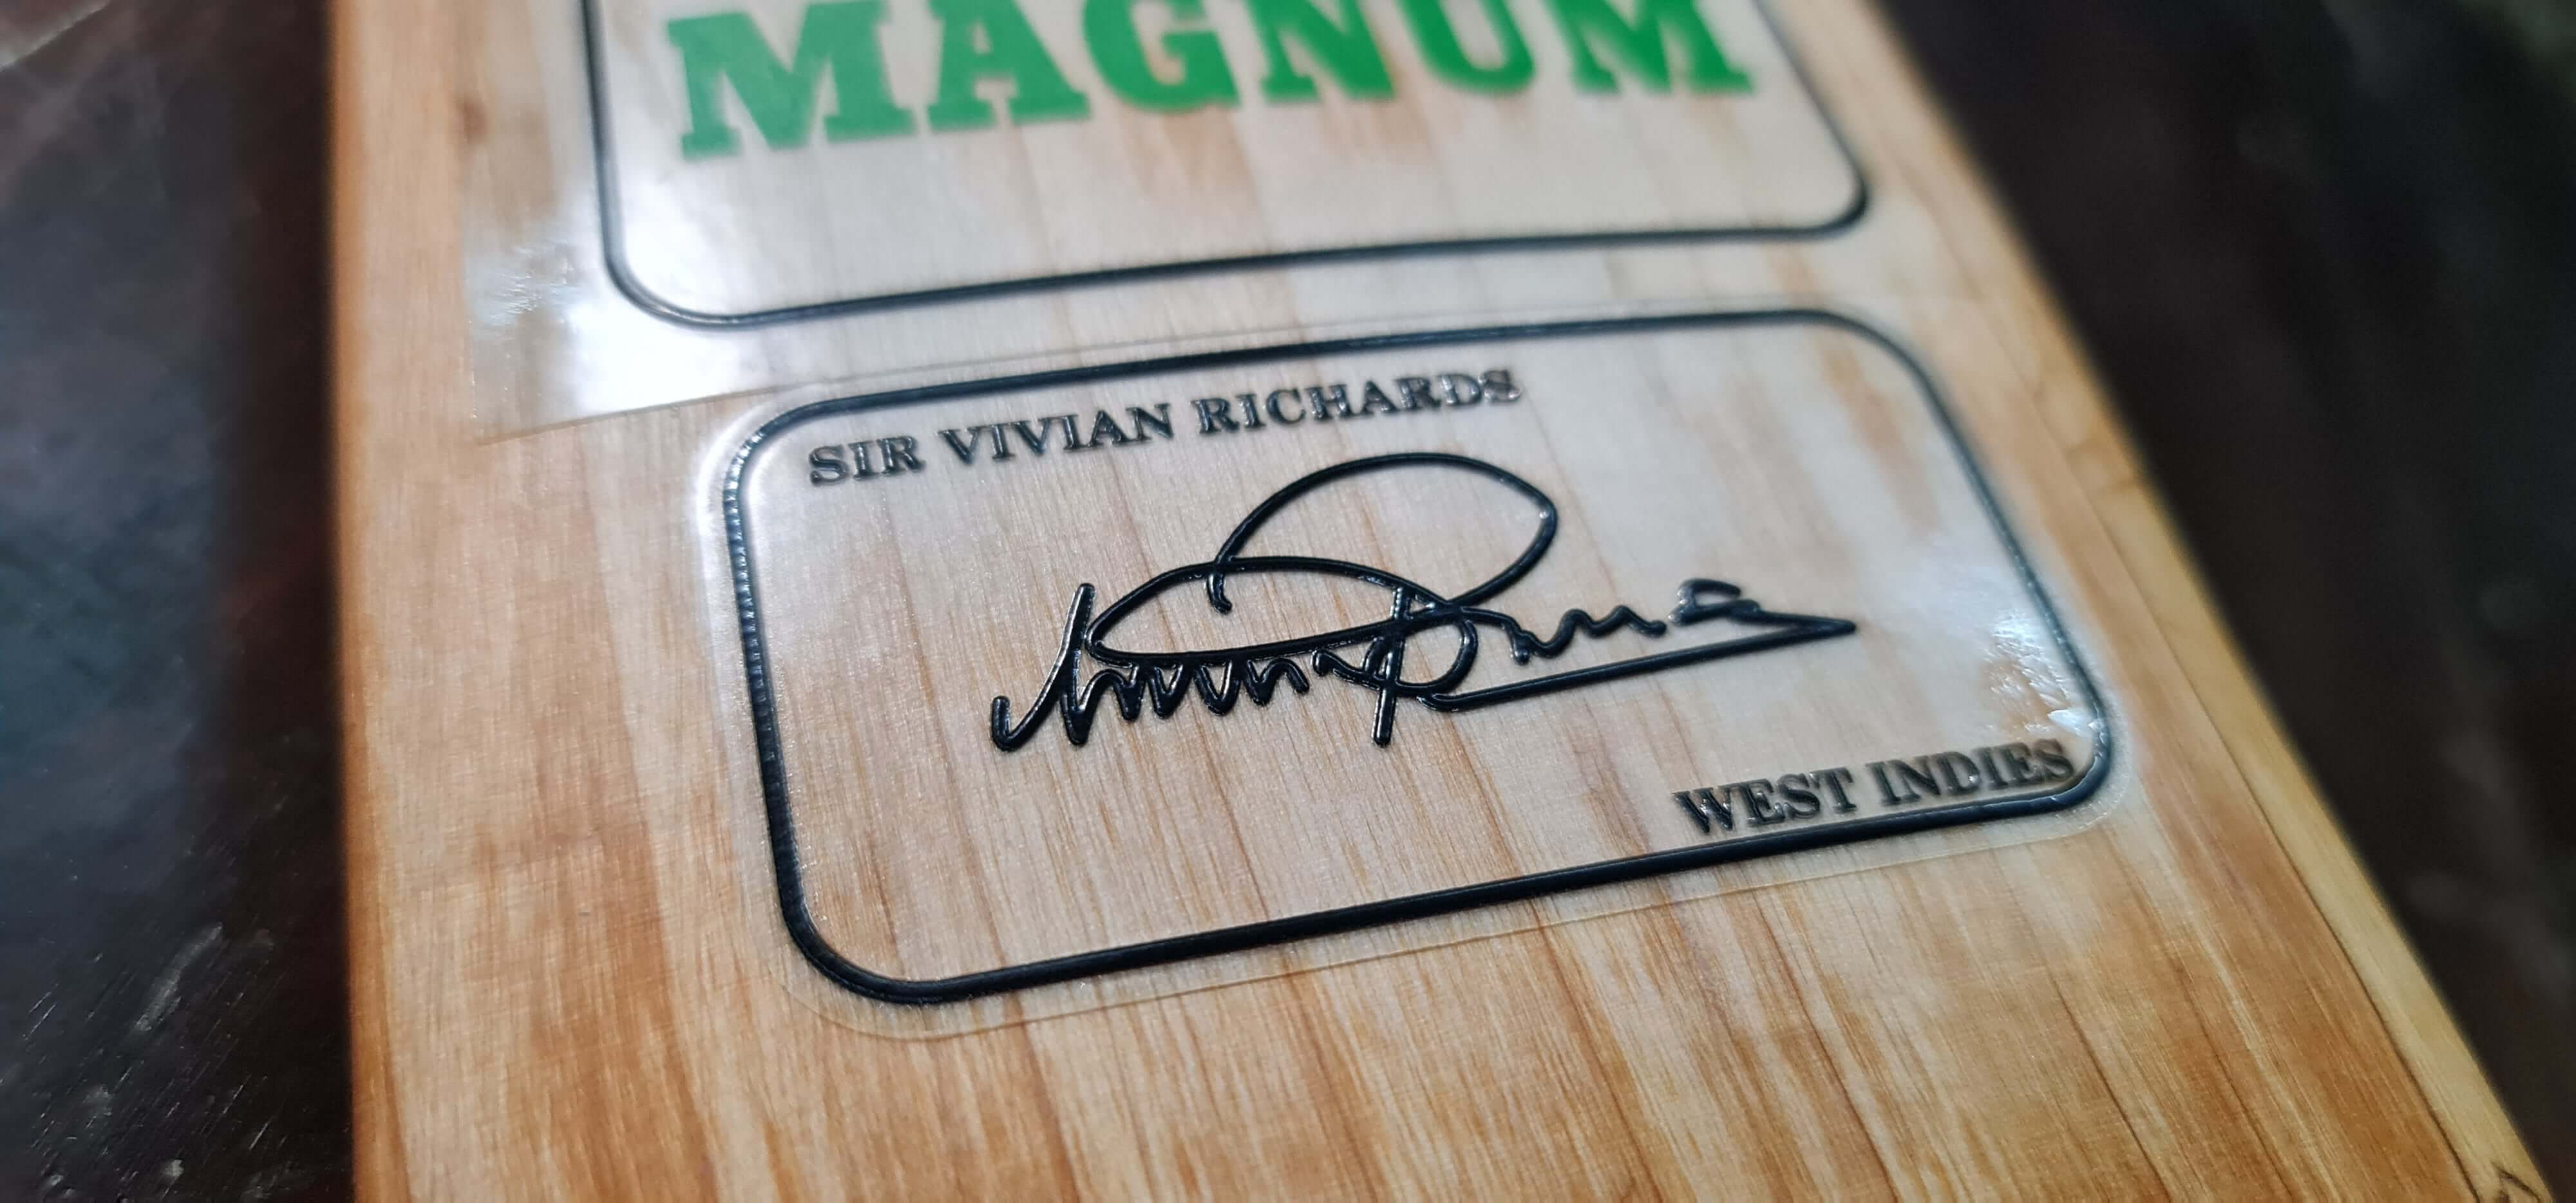 MAGNUM
SIR VIVIAN RICHARDS
WEST INDIES